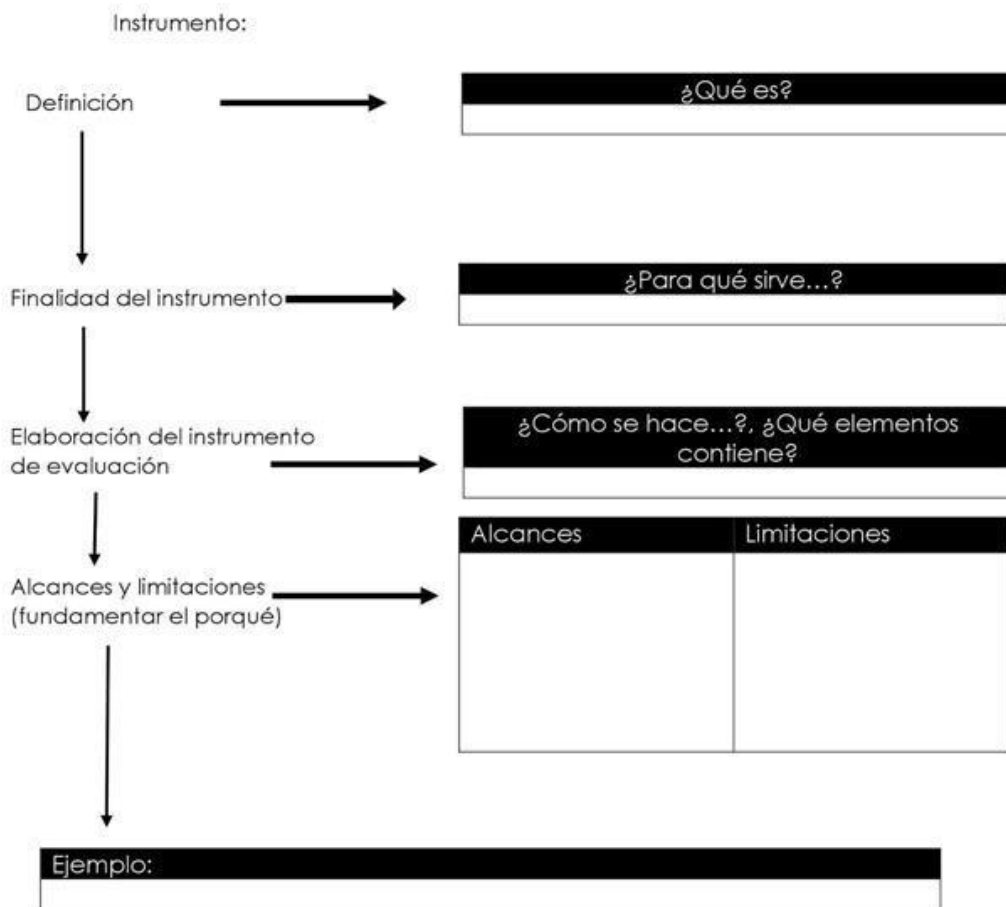 Instrumento:
Definición
¿Qué es?
Finalidad del instrumento
¿Para qué sirve...?
Elaboración del instrumento
de evaluación
¿Cómo se hace...?, ¿Qué elementos
contiene?
Alcances y limitaciones
(fundamentar el porqué)
Alcances
Limitaciones
Ejemplo: